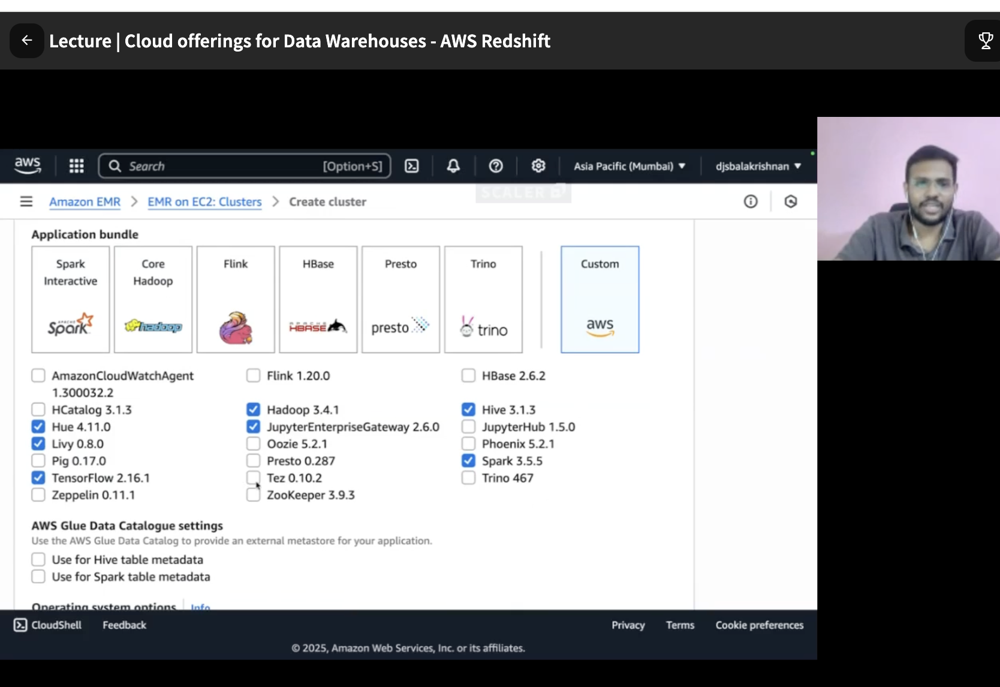 Lecture | Cloud offerings for Data Warehouses - AWS Redshift
aws
Search
[Option+S]
Asia Pacific (Mumbai)
djsbalakrishnan
SCALER
Amazon EMR
EMR on EC2: Clusters
Create cluster
Application bundle
Spark Interactive
APACHE Spark
Core Hadoop
hadoop
Flink
HBase
APACHE HBASE
Presto
presto
Trino
trino
Custom
aws
AmazonCloudWatchAgent 1.300032.2
Flink 1.20.0
HBase 2.6.2
HCatalog 3.1.3
Hadoop 3.4.1
Hive 3.1.3
Hue 4.11.0
JupyterEnterpriseGateway 2.6.0
JupyterHub 1.5.0
Livy 0.8.0
Oozie 5.2.1
Phoenix 5.2.1
Pig 0.17.0
Presto 0.287
Spark 3.5.5
TensorFlow 2.16.1
Tez 0.10.2
Trino 467
Zeppelin 0.11.1
ZooKeeper 3.9.3
AWS Glue Data Catalogue settings
Use the AWS Glue Data Catalog to provide an external metastore for your application.
Use for Hive table metadata
Use for Spark table metadata
Operating system options
Info
CloudShell
Feedback
Privacy
Terms
Cookie preferences
© 2025, Amazon Web Services, Inc. or its affiliates.